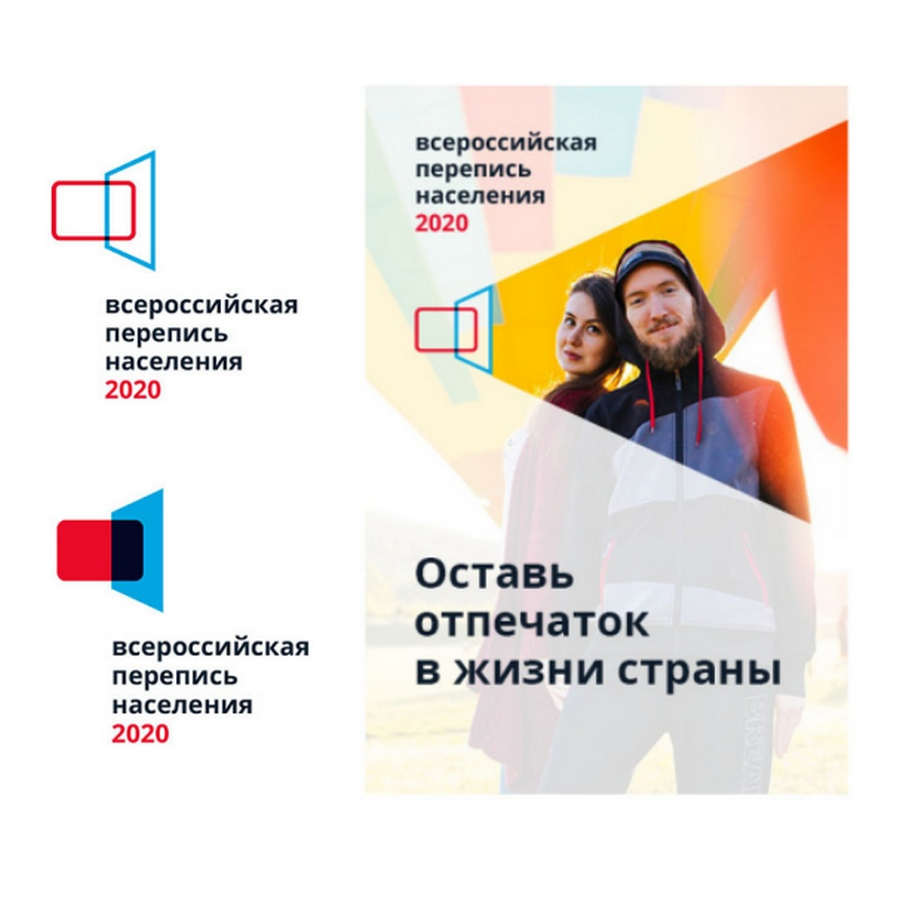 всероссийская
перепись
населения
2020
всероссийская
перепись
населения
2020
всероссийская
перепись
населения
2020
Оставь
отпечаток
в жизни страны